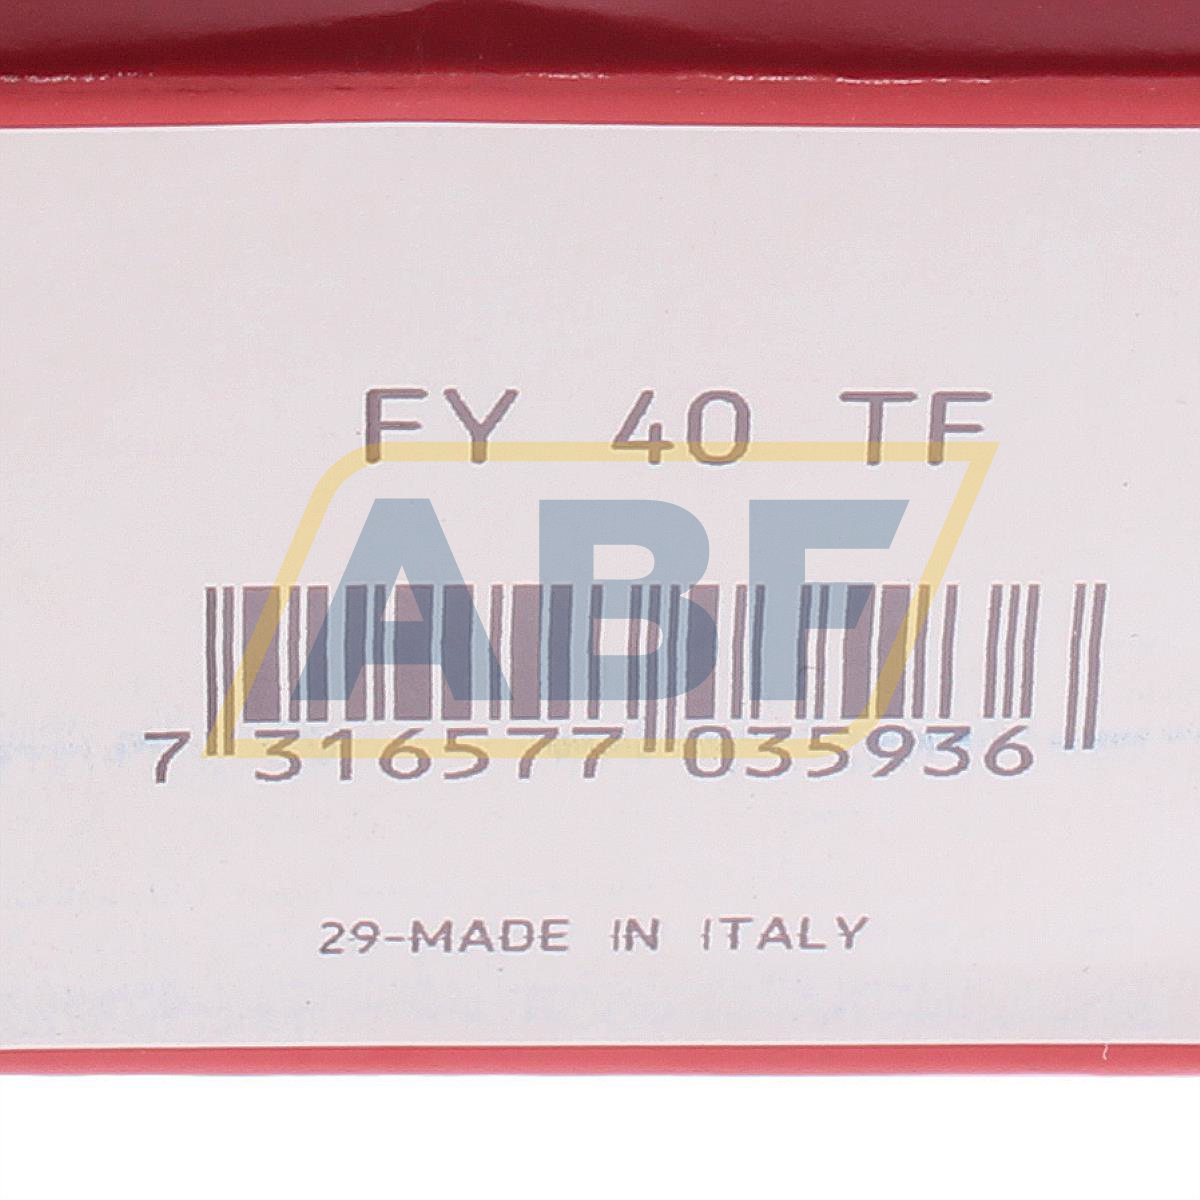 FY 40 TF
ABF
7 316577 035936
29-MADE IN ITALY